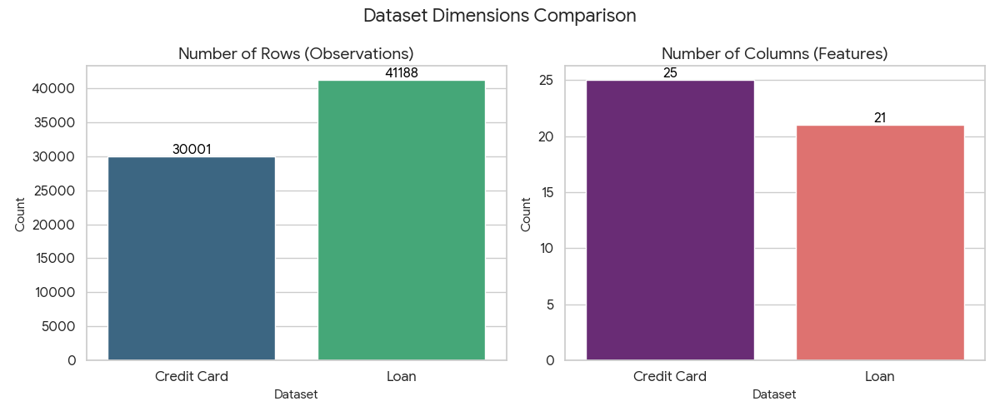 Dataset Dimensions Comparison
Number of Rows (Observations)
41188
30001
40000
35000
30000
25000
20000
15000
10000
5000
0
Count
Credit Card
Loan
Dataset
Number of Columns (Features)
25
21
25
20
15
10
5
0
Count
Credit Card
Loan
Dataset